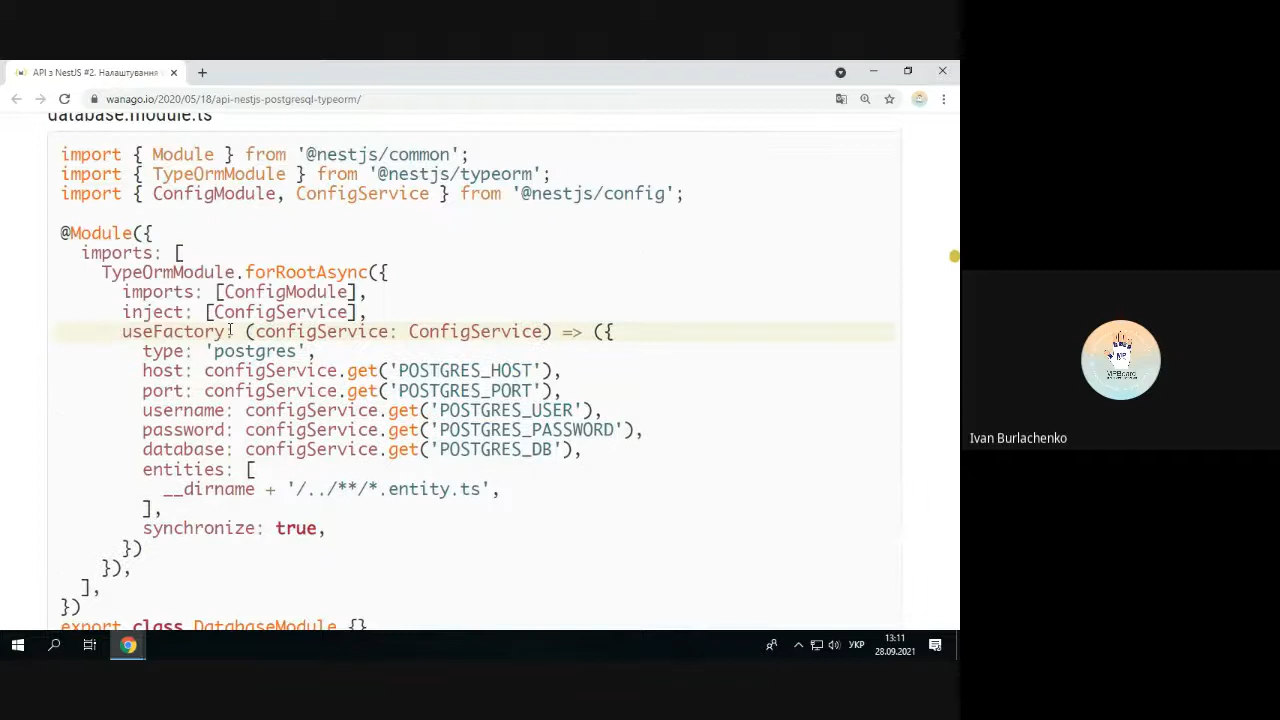 API з NestJS #2. Налаштування
wanago.io/2020/05/18/api-nestjs-postgresql-typeorm/
database.module.ts
import { Module } from '@nestjs/common';
import { TypeOrmModule } from '@nestjs/typeorm';
import { ConfigModule, ConfigService } from '@nestjs/config';
@Module({
imports: [
TypeOrmModule.forRootAsync({
imports: [ConfigModule],
inject: [ConfigService],
useFactory: (configService: ConfigService) => ({
type: 'postgres',
host: configService.get('POSTGRES_HOST'),
port: configService.get('POSTGRES_PORT'),
username: configService.get('POSTGRES_USER'),
password: configService.get('POSTGRES_PASSWORD'),
database: configService.get('POSTGRES_DB'),
entities: [
__dirname + '/../**/*.entity.ts',
],
synchronize: true,
})
}),
],
})
export class DatabaseModule {}
Ivan Burlachenko
УКР
13:11
28.09.2021